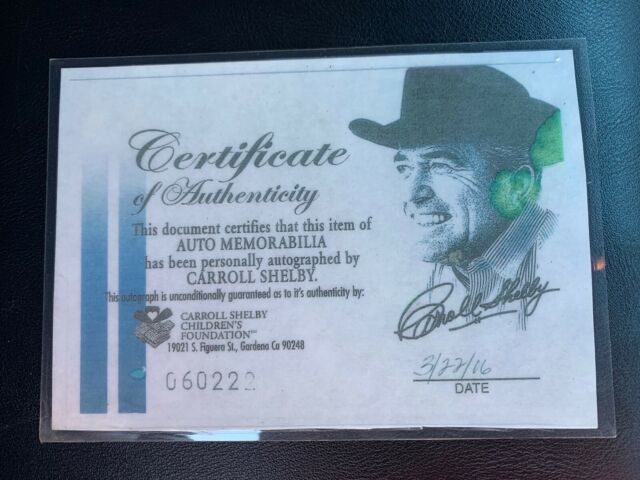 Certificate
of Authenticity
This document certifies that this item of
AUTO MEMORABILIA
has been personally autographed by
CARROLL SHELBY.
This autograph is unconditionally guaranteed as to it's authenticity by:
CARROLL SHELBY
CHILDREN'S
FOUNDATION
19021 S. Figuera St., Gardena Ca 90248
060222
Carroll Shelby
3/22/06
DATE